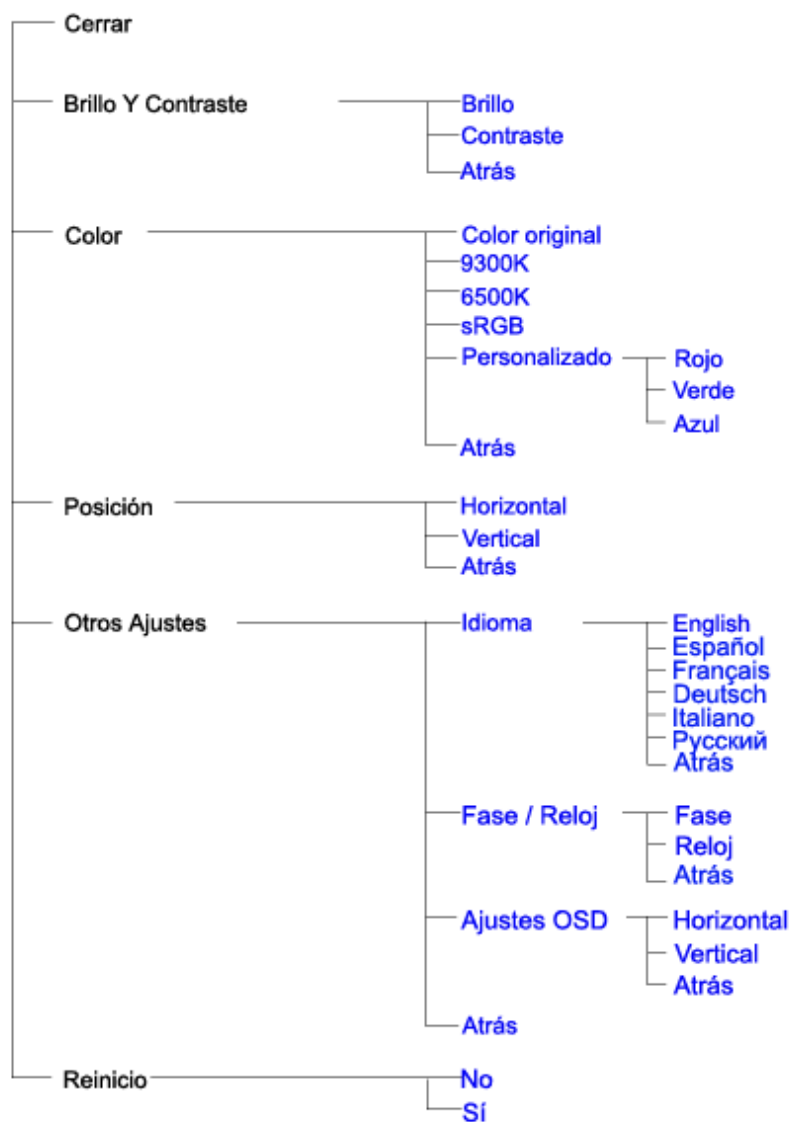 Cerrar
Brillo Y Contraste
Brillo
Contraste
Atrás
Color
Color original
9300K
6500K
sRGB
Personalizado
Rojo
Verde
Azul
Atrás
Posición
Horizontal
Vertical
Atrás
Otros Ajustes
Idioma
English
Español
Français
Deutsch
Italiano
Русский
Atrás
Fase / Reloj
Fase
Reloj
Atrás
Ajustes OSD
Horizontal
Vertical
Atrás
Atrás
Reinicio
No
Sí